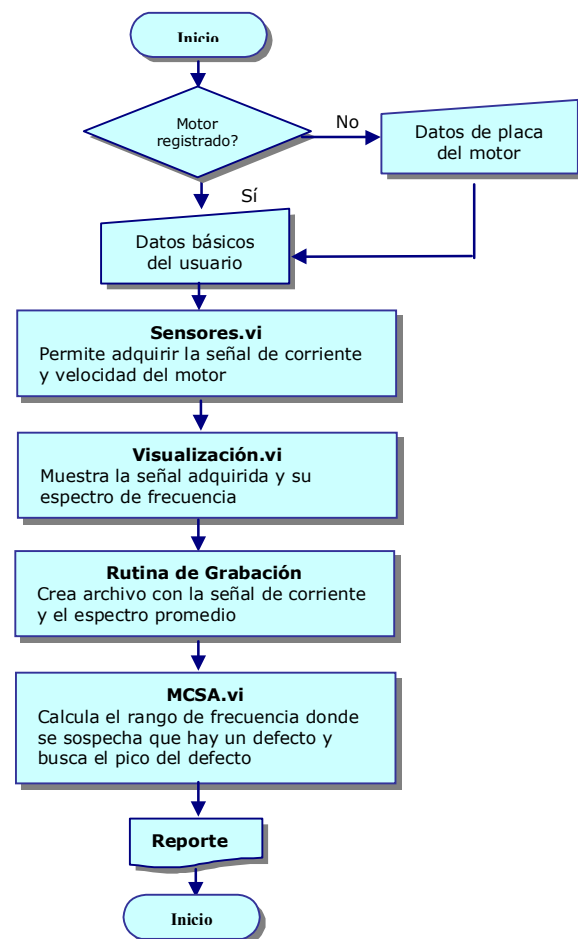 Inicio
Motor
registrado?
No
Datos de placa
del motor
Sí
Datos básicos
del usuario
Sensores.vi
Permite adquirir la señal de corriente
y velocidad del motor
Visualización.vi
Muestra la señal adquirida y su
espectro de frecuencia
Rutina de Grabación
Crea archivo con la señal de corriente
y el espectro promedio
MCSA.vi
Calcula el rango de frecuencia donde
se sospecha que hay un defecto y
busca el pico del defecto
Reporte
Inicio